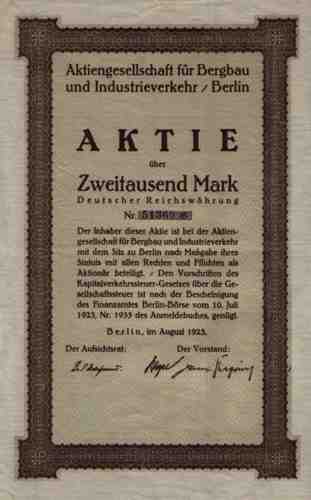 Aktiengesellschaft für Bergbau
und Industrieverkehr / Berlin
AKTIE
über
Zweitausend Mark
Deutscher Reichswährung
Nr. 51369 *
Der Inhaber dieser Aktie ist bei der Aktien-
gesellschaft für Bergbau und Industrieverkehr
mit dem Sitz zu Berlin nach Maßgabe ihres
Statuts mit allen Rechten und Pflichten als
Aktionär beteiligt. / Den Vorschriften des
Kapitalverkehrssteuer-Gesetzes über die Ge-
sellschaftssteuer ist nach der Bescheinigung
des Finanzamtes Berlin-Börse vom 10. Juli
1923, Nr. 1935 des Anmeldebuches, genügt.
Berlin, im August 1923.
Der Aufsichtsrat: Der Vorstand: